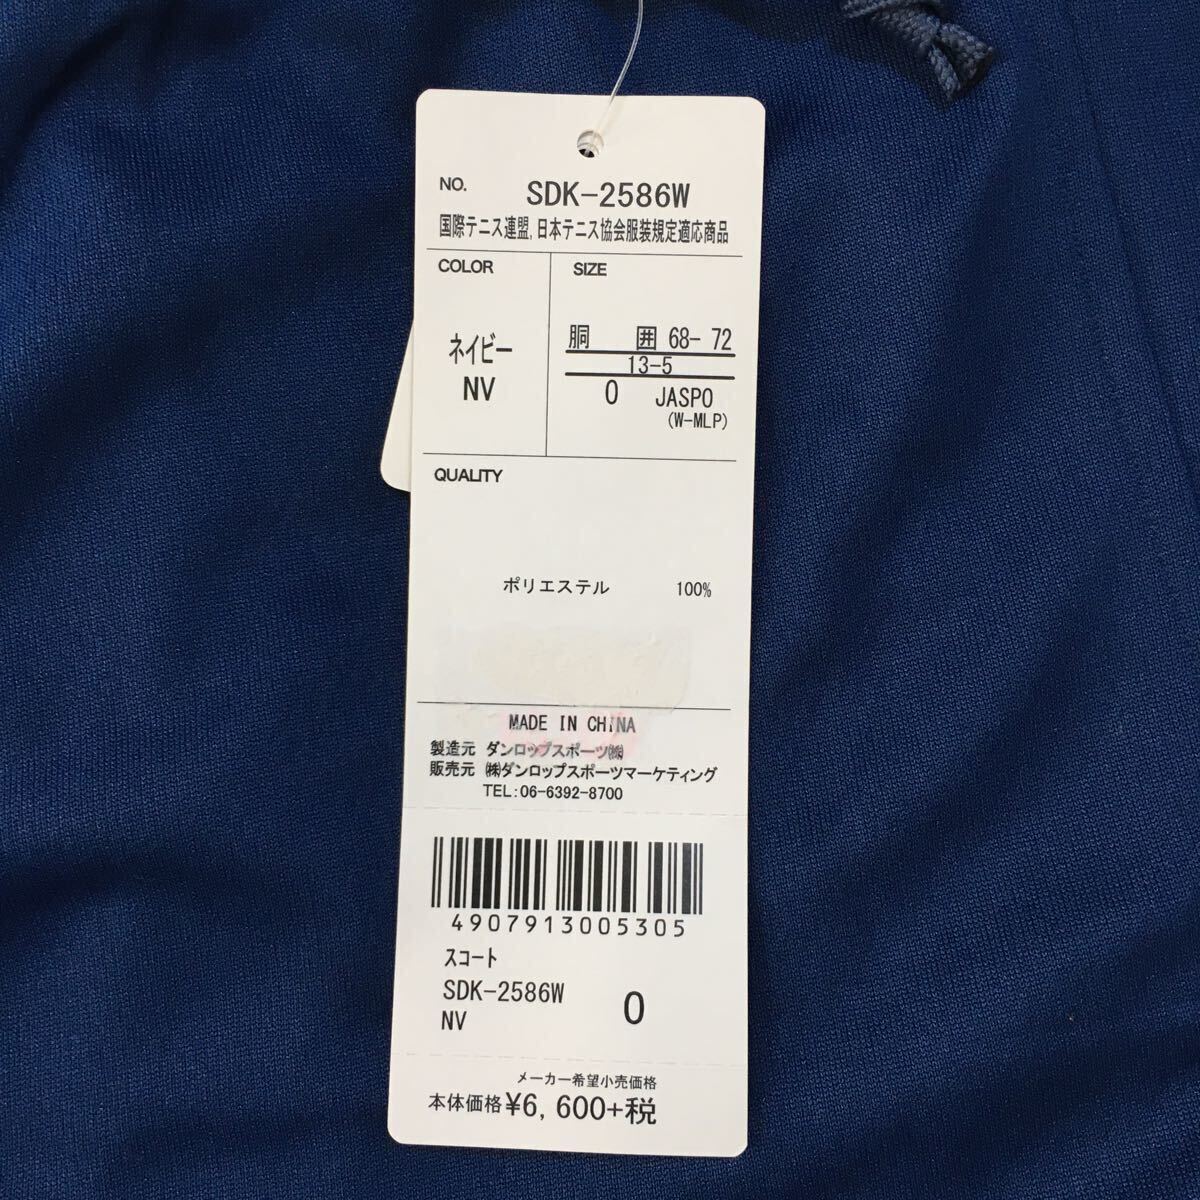 NO. SDK-2586W
国際テニス連盟,日本テニス協会服装規定適応商品
COLOR
ネイビー
NV
SIZE
胴 囲 68- 72
13-5
O JASPO
(W-MLP)
QUALITY
ポリエステル 100%
MADE IN CHINA
製造元 ダンロップスポーツ㈱
販売元 ㈱ダンロップスポーツマーケティング
TEL:06-6392-8700
4907913005305
スコート
SDK-2586W
NV
O
メーカー希望小売価格
本体価格¥6,600+税